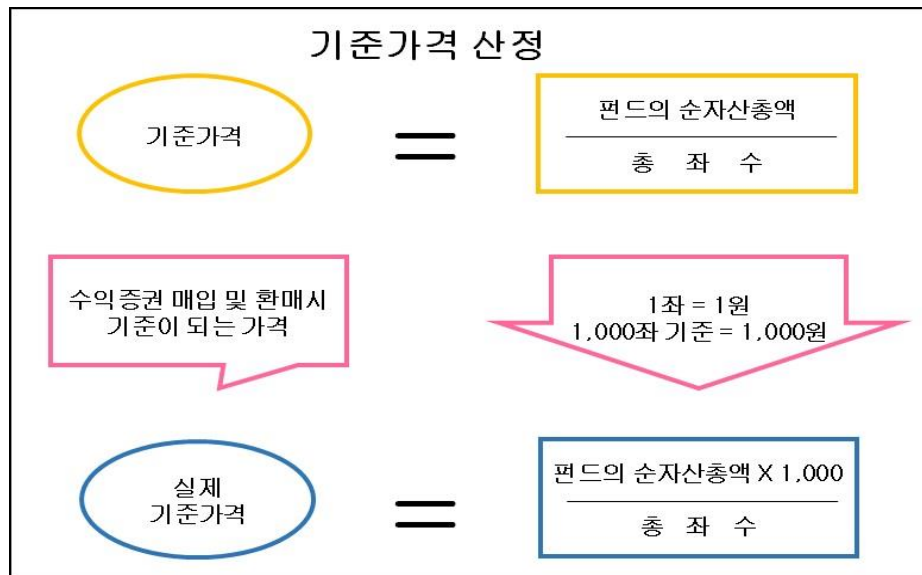 기준가격 산정
기준가격
=
펀드의 순자산총액
총 좌 수
수익증권 매입 및 환매시
기준이 되는 가격
1좌 = 1원
1,000좌 기준 = 1,000원
실제
기준가격
=
펀드의 순자산총액 X 1,000
총 좌 수